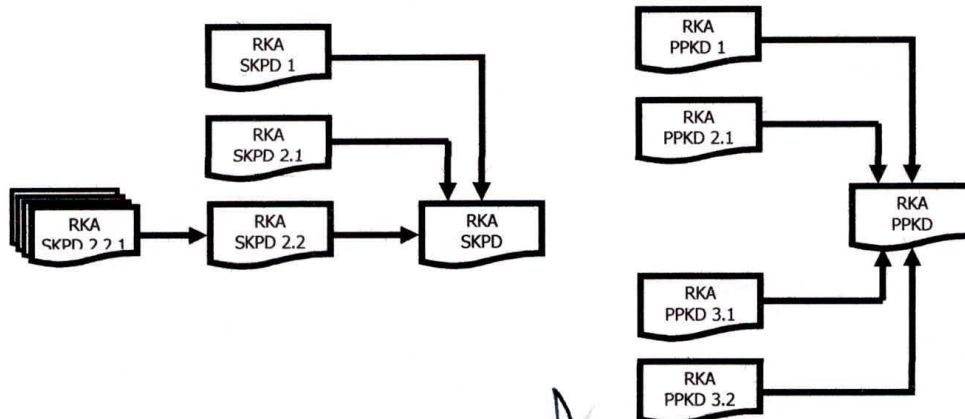 RKA
SKPD 1
RKA
SKPD 2.1
RKA
SKPD 2.2.1
RKA
SKPD 2.2
RKA
SKPD
RKA
PPKD 1
RKA
PPKD 2.1
RKA
PPKD
RKA
PPKD 3.1
RKA
PPKD 3.2